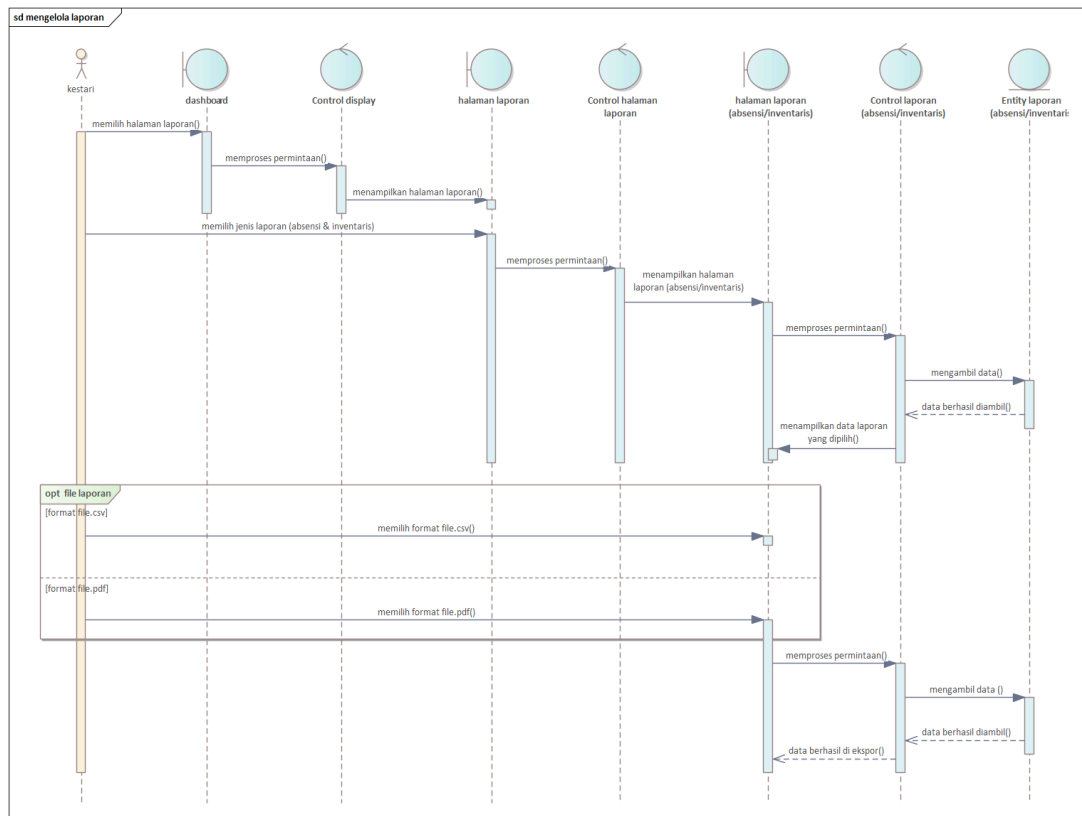 sd mengelola laporan
kestari
dashboard
Control display
halaman laporan
Control halaman
laporan
halaman laporan
(absensi/inventaris)
Control laporan
(absensi/inventaris)
Entity laporan
(absensi/inventaris
memilih halaman laporan()
memproses permintaan()
menampilkan halaman laporan()
memilih jenis laporan (absensi & inventaris)
memproses permintaan()
menampilkan halaman
laporan (absensi/inventaris)
memproses permintaan()
mengambil data()
data berhasil diambil()
menampilkan data laporan
yang dipilih()
opt file laporan
[format file.csv]
memilih format file.csv()
[format file.pdf]
memilih format file.pdf()
memproses permintaan()
mengambil data ()
data berhasil diambil()
data berhasil di ekspor()